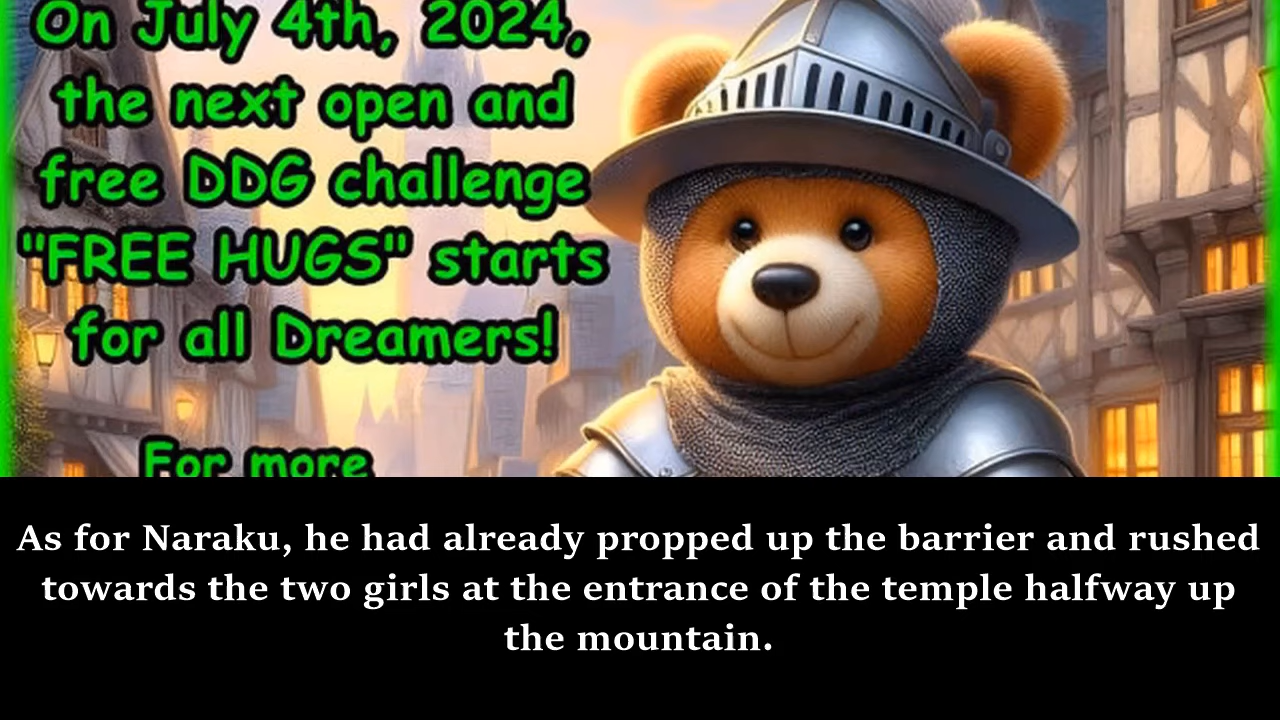 On July 4th, 2024,
the next open and
free DDG challenge
"FREE HUGS" starts
for all Dreamers!
For more
As for Naraku, he had already propped up the barrier and rushed
towards the two girls at the entrance of the temple halfway up
the mountain.